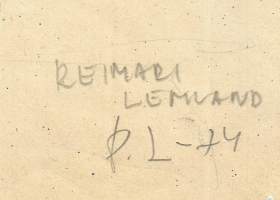 REIMARI
LEMLAND
P. L-74